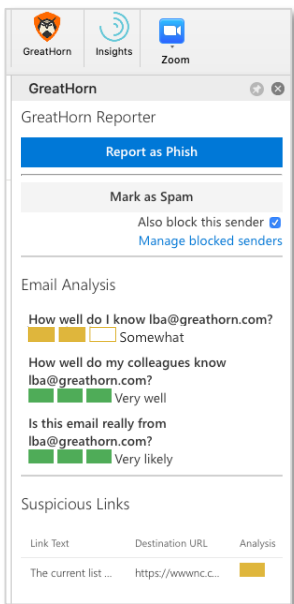 GreatHorn
Insights
Zoom
GreatHorn
GreatHorn Reporter
Report as Phish
Mark as Spam
Also block this sender
Manage blocked senders
Email Analysis
How well do I know lba@greathorn.com?
Somewhat
How well do my colleagues know
lba@greathorn.com?
Very well
Is this email really from
lba@greathorn.com?
Very likely
Suspicious Links
Link Text Destination URL Analysis
The current list ... https://wwwnc.c...